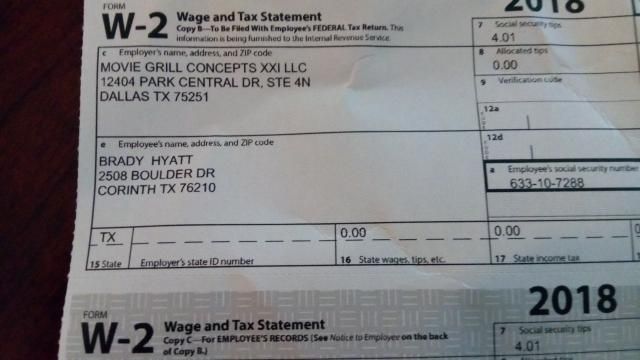 FORM
W-2 Wage and Tax Statement
Copy B—To Be Filed With Employee's FEDERAL Tax Return. This
information is being furnished to the Internal Revenue Service.
2018
7 Social security tips
4.01
c Employer's name, address, and ZIP code
MOVIE GRILL CONCEPTS XXI LLC
12404 PARK CENTRAL DR, STE 4N
DALLAS TX 75251
8 Allocated tips
0.00
9 Verification code
12a
e Employee's name, address, and ZIP code
BRADY HYATT
2508 BOULDER DR
CORINTH TX 76210
12d
a Employee's social security number
633-10-7288
TX
0.00
0.00
15 State Employer's state ID number
16 State wages, tips, etc.
17 State income tax
FORM
W-2 Wage and Tax Statement
Copy C—For EMPLOYEE'S RECORDS (See Notice to Employee on the back
of Copy B.)
2018
7 Social security tips
4.01